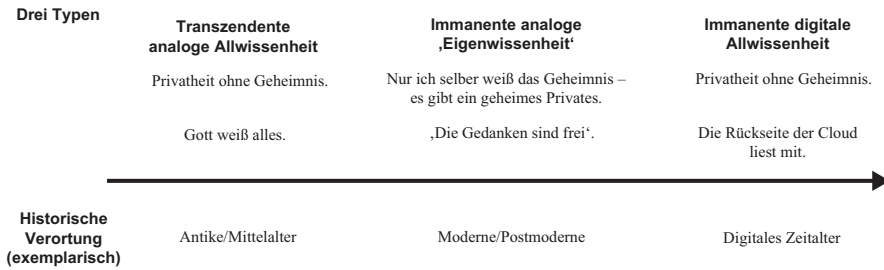 Drei Typen
Transzendente
analoge Allwissenheit
Immanente analoge
‚Eigenwissenheit‘
Immanente digitale
Allwissenheit
Privatheit ohne Geheimnis.
Nur ich selber weiß das Geheimnis –
es gibt ein geheimes Privates.
Privatheit ohne Geheimnis.
Gott weiß alles.
‚Die Gedanken sind frei‘.
Die Rückseite der Cloud
liest mit.
Historische
Verortung
(exemplarisch)
Antike/Mittelalter
Moderne/Postmoderne
Digitales Zeitalter